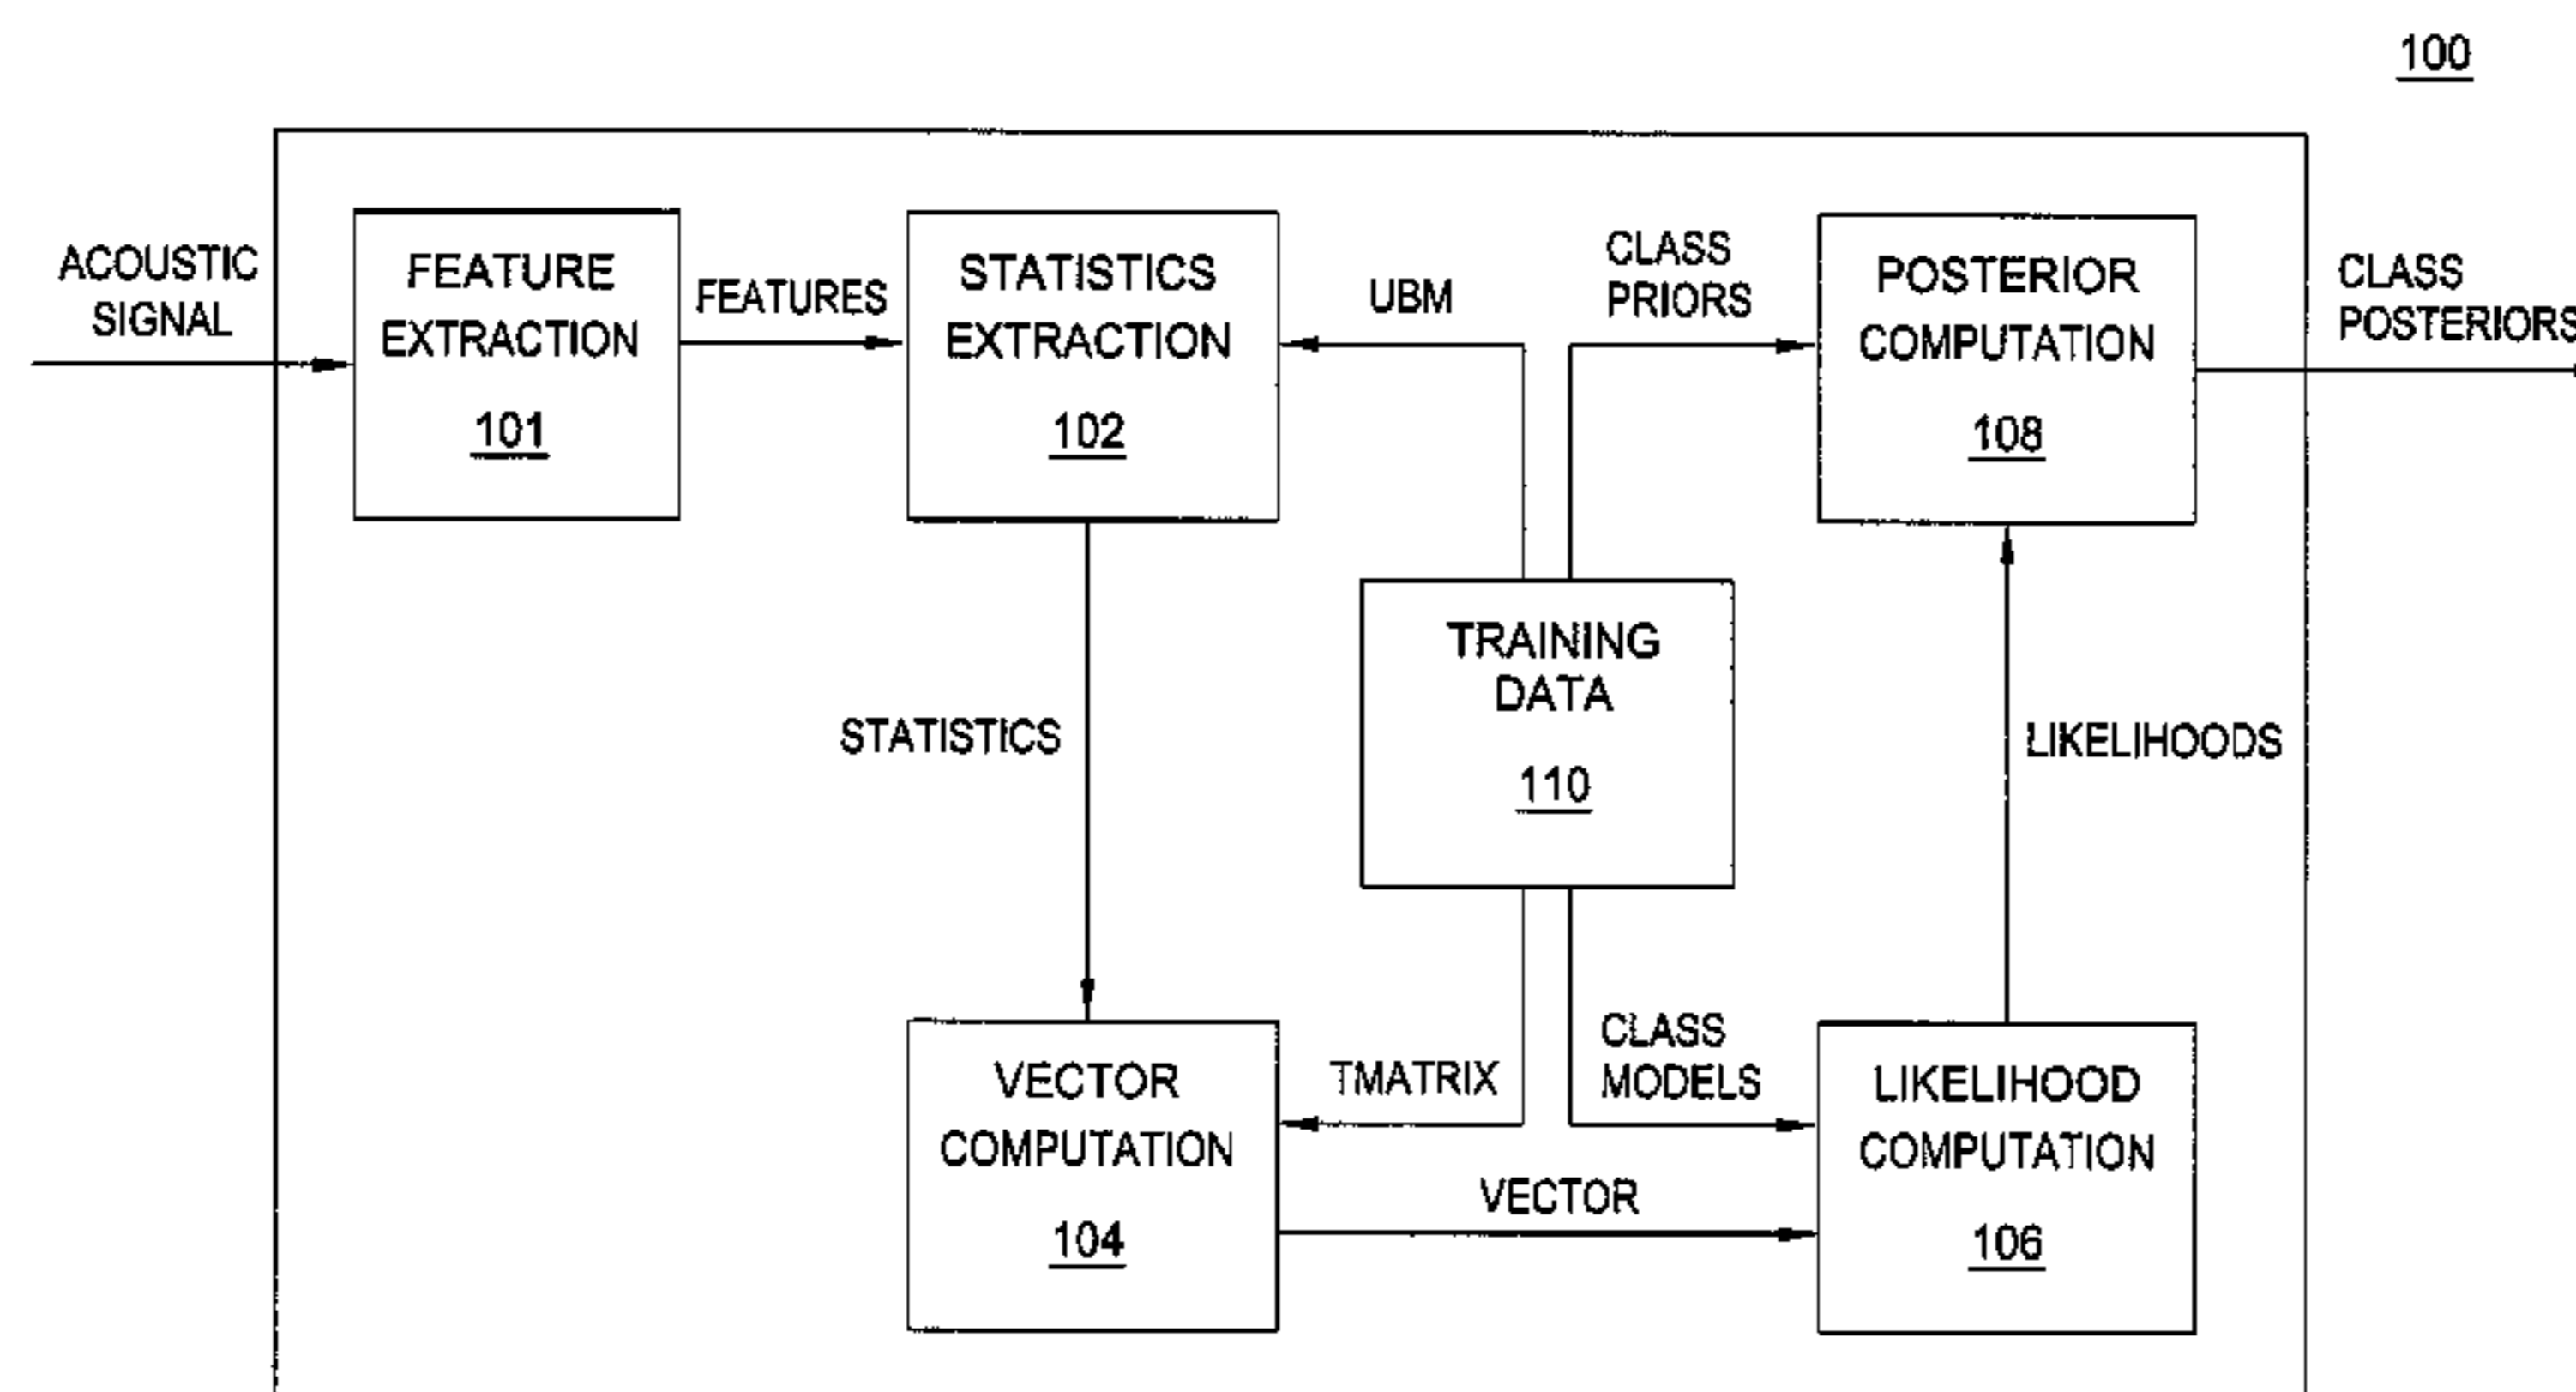 100
ACOUSTIC
SIGNAL
FEATURE
EXTRACTION
101
FEATURES
STATISTICS
EXTRACTION
102
UBM
CLASS
PRIORS
POSTERIOR
COMPUTATION
108
CLASS
POSTERIORS
TRAINING
DATA
110
STATISTICS
LIKELIHOODS
VECTOR
COMPUTATION
104
TMATRIX
CLASS
MODELS
VECTOR
LIKELIHOOD
COMPUTATION
106